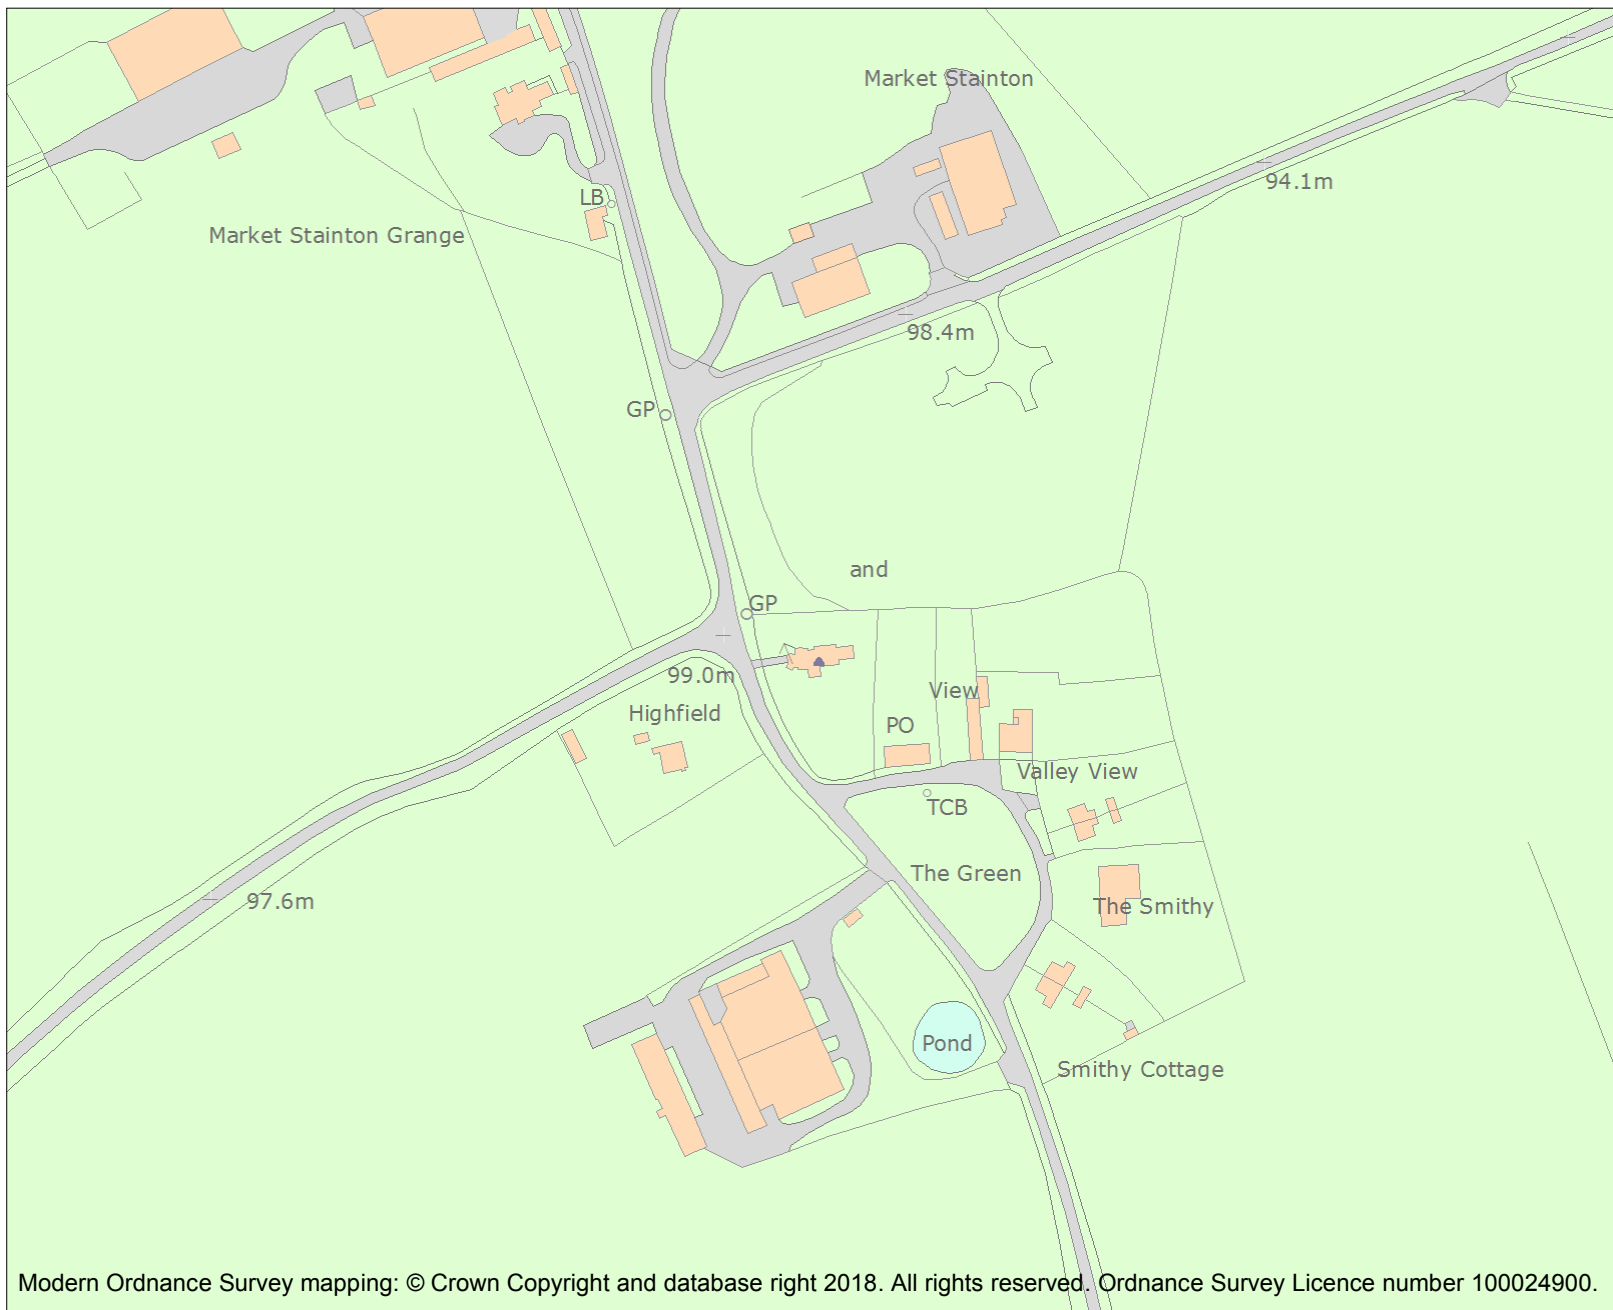 Market Stainton
94.1m
LB
Market Stainton Grange
98.4m
GP
and
GP
99.0m
View
Highfield
PO
Valley View
TCB
The Green
97.6m
The Smithy
Pond
Smithy Cottage
Modern Ordnance Survey mapping: © Crown Copyright and database right 2018. All rights reserved. Ordnance Survey Licence number 100024900.